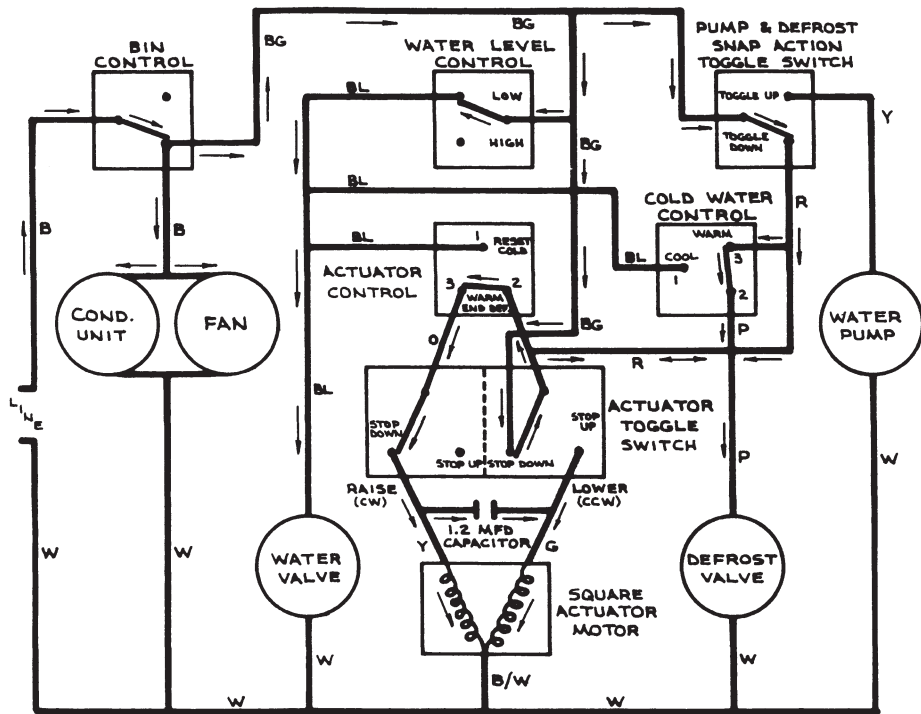 BIN
CONTROL
BG
BG
WATER LEVEL
CONTROL
PUMP & DEFROST
SNAP ACTION
TOGGLE SWITCH
BL
LOW
HIGH
TOGGLE UP
TOGGLE
DOWN
Y
BG
B
B
BL
R
COLD WATER
CONTROL
WARM
3
COOL
1
2
BL
BL
1
RESET
COLD
ACTUATOR
CONTROL
3
2
WARM
END DEF.
COND.
UNIT
FAN
O
BG
P
WATER
PUMP
R
LINE
BL
STOP
DOWN
STOP UP
STOP DOWN
STOP
UP
ACTUATOR
TOGGLE
SWITCH
P
W
RAISE
(CW)
LOWER
(CCW)
1.2 MFD
CAPACITOR
Y
G
W
W
WATER
VALVE
DEFROST
VALVE
SQUARE
ACTUATOR
MOTOR
W
B/W
W
W
W